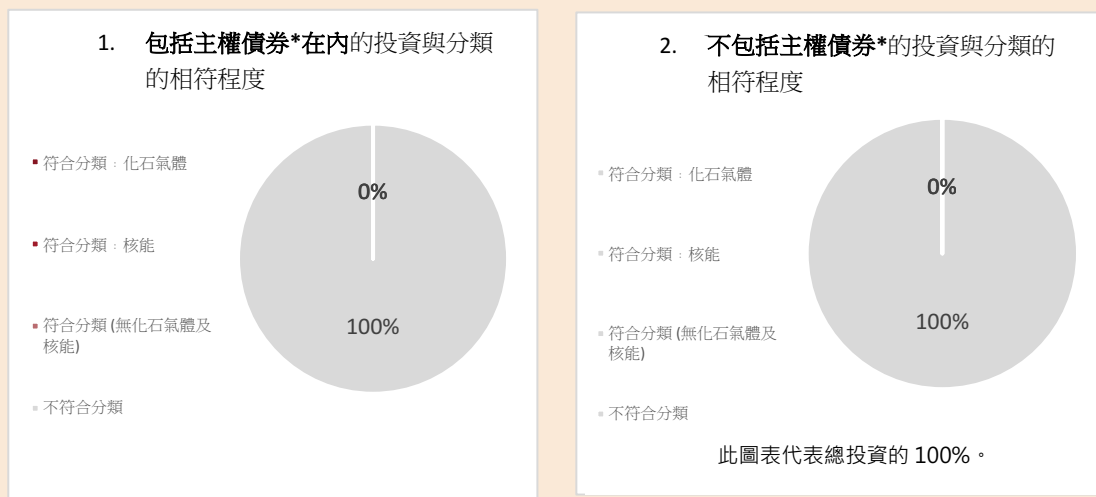 1. 包括主權債券*在內的投資與分類
的相符程度
符合分類：化石氣體
符合分類：核能
符合分類 (無化石氣體及
核能)
不符合分類
0%
100%
2. 不包括主權債券*的投資與分類的
相符程度
符合分類：化石氣體
符合分類：核能
符合分類 (無化石氣體及
核能)
不符合分類
0%
100%
此圖表代表總投資的 100%。